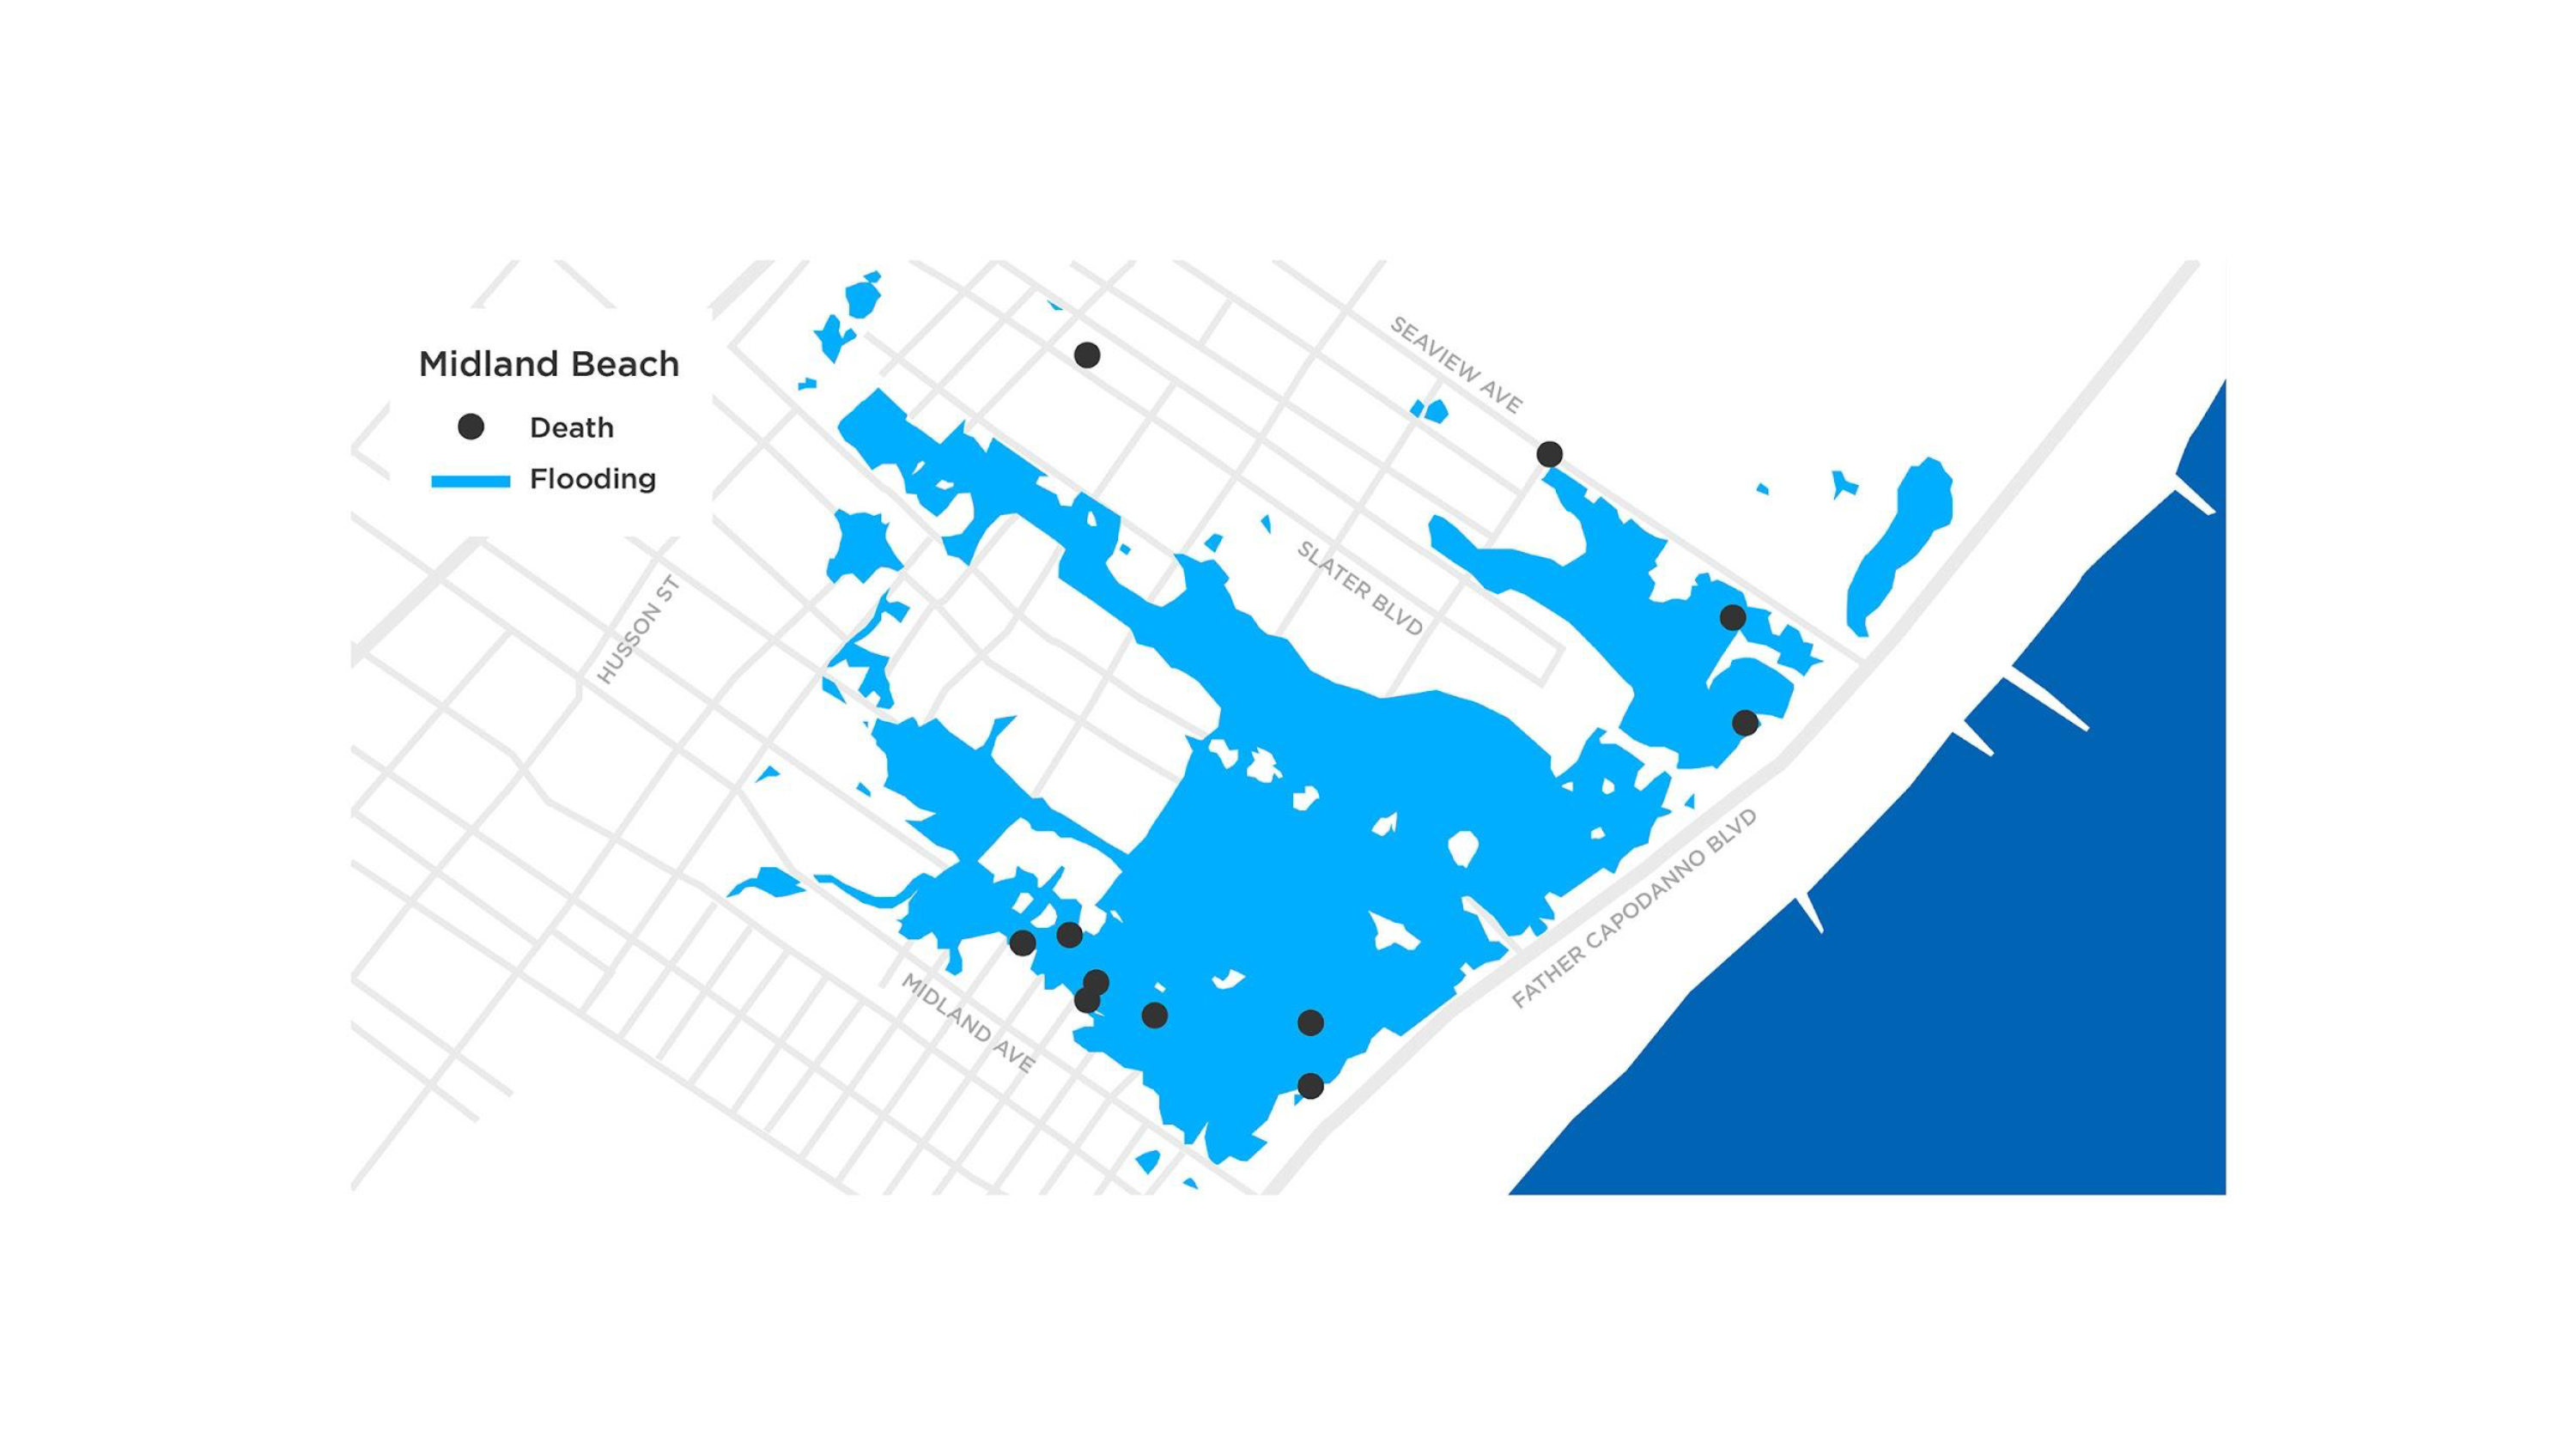 Midland Beach
Death
Flooding
SEAVIEW AVE
SLATER BLVD
HUSSON ST
MIDLAND AVE
FATHER CAPODANNO BLVD